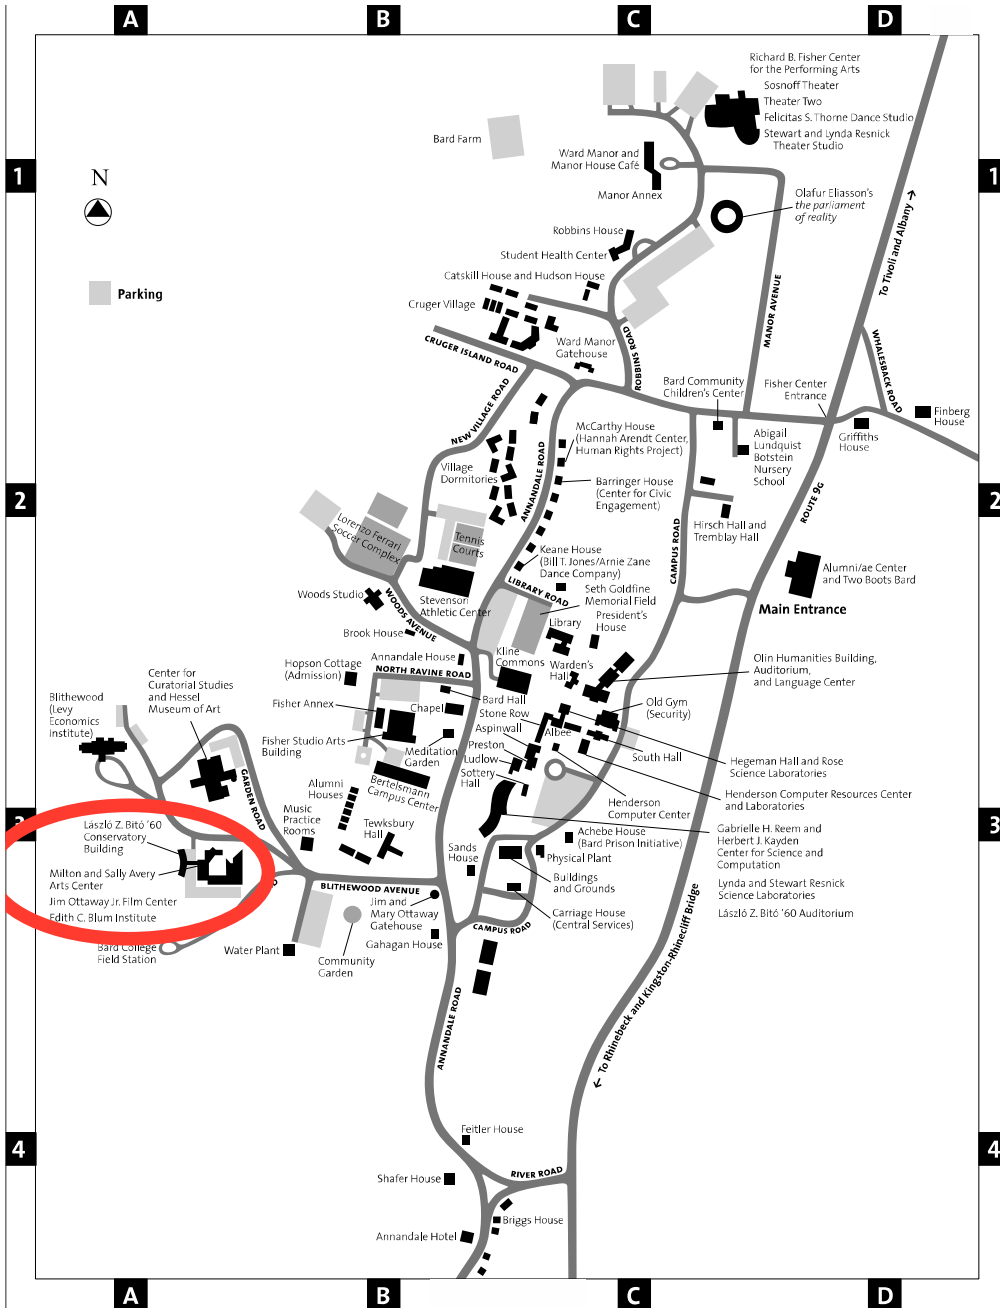 A
B
C
D
Richard B. Fisher Center
for the Performing Arts
Sosnoff Theater
Theater Two
Felicitas S. Thorne Dance Studio
Stewart and Lynda Resnick
Theater Studio
Bard Farm
Ward Manor and
Manor House Café
1
1
N
Manor Annex
Olafur Eliasson's
the parliament
of reality
To Tivoli and Albany →
Robbins House
Student Health Center
Catskill House and Hudson House
Parking
Cruger Village
MANOR AVENUE
CRUGER ISLAND ROAD
Ward Manor
Gatehouse
ROBBINS ROAD
WHALESBACK ROAD
Bard Community
Children's Center
Fisher Center
Entrance
NEW VILLAGE ROAD
Finberg
House
Griffiths
House
McCarthy House
(Hannah Arendt Center,
Human Rights Project)
Abigail
Lundquist
Botstein
Nursery
School
ANNANDALE ROAD
Village
Dormitories
Barringer House
(Center for Civic
Engagement)
2
2
ROUTE 9G
Lorenzo Ferrari
Soccer Complex
Tennis
Courts
Hirsch Hall and
Tremblay Hall
CAMPUS ROAD
Keane House
(Bill T. Jones/Arnie Zane
Dance Company)
Alumni/ae Center
and Two Boots Bard
LIBRARY ROAD
Seth Goldfine
Memorial Field
Woods Studio
WOODS AVENUE
Stevenson
Athletic Center
Main Entrance
President's
House
Library
Brook House
Annandale House
Kline
Commons
Warden's
Hall
Olin Humanities Building,
Auditorium,
and Language Center
Hopson Cottage
(Admission)
NORTH RAVINE ROAD
Center for
Curatorial Studies
and Hessel
Museum of Art
Blithewood
(Levy
Economics
Institute)
Fisher Annex
Bard Hall
Chapel
Stone Row
Old Gym
(Security)
Aspinwall
Albee
Fisher Studio Arts
Building
Meditation
Garden
Preston
Ludlow
South Hall
Hegeman Hall and Rose
Science Laboratories
Sottery
Hall
GARDEN ROAD
Alumni
Houses
Bertelsmann
Campus Center
Henderson Computer Resources Center
and Laboratories
Music
Practice
Rooms
Henderson
Computer Center
3
3
László Z. Bitó '60
Conservatory
Building
Tewksbury
Hall
Achebe House
(Bard Prison Initiative)
Gabrielle H. Reem and
Herbert J. Kayden
Center for Science and
Computation
Sands
House
Physical Plant
Milton and Sally Avery
Arts Center
Buildings
and Grounds
Lynda and Stewart Resnick
Science Laboratories
BLITHEWOOD AVENUE
Jim Ottaway Jr. Film Center
Jim and
Mary Ottaway
Gatehouse
Carriage House
(Central Services)
László Z. Bitó '60 Auditorium
Edith C. Blum Institute
CAMPUS ROAD
Bard College
Field Station
Water Plant
Community
Garden
Gahagan House
ANNANDALE ROAD
← To Rhinebeck and Kingston-Rhinecliff Bridge
Feitler House
4
4
Shafer House
RIVER ROAD
Briggs House
Annandale Hotel
A
B
C
D